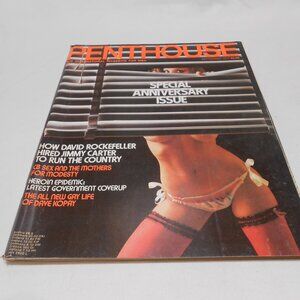 PENTHOUSE
SPECIAL
ANNIVERSARY
ISSUE
HOW DAVID ROCKEFELLER
HIRED JIMMY CARTER
TO RUN THE COUNTRY
CB SEX AND THE MOTHERS
FOR MODESTY
HEROIN EPIDEMIC:
LATEST GOVERNMENT COVERUP
THE ALL NEW GAY LIFE
OF DAVE KOPAY